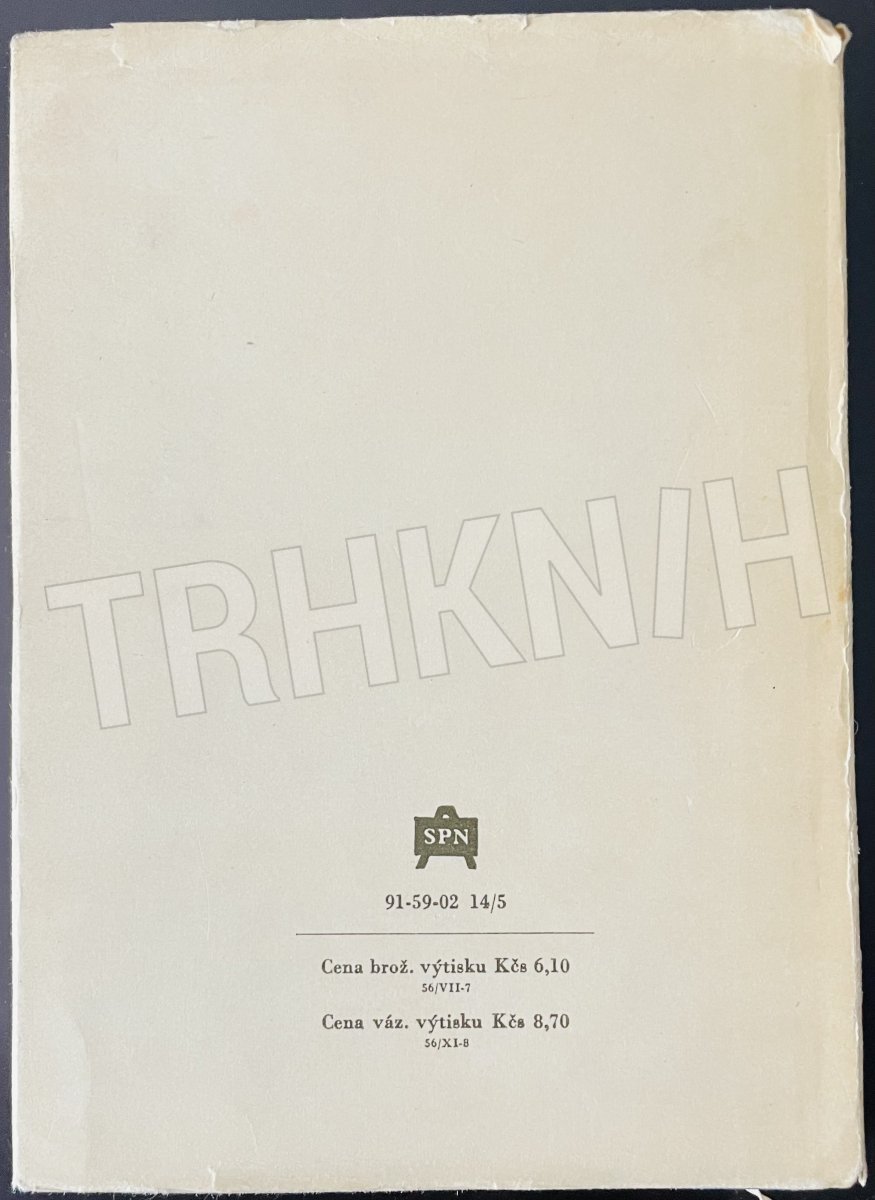 TRHKNIH
SPN
91-59-02 14/5
Cena brož. výtisku Kčs 6,10
56/VII-7
Cena váz. výtisku Kčs 8,70
56/XI-8